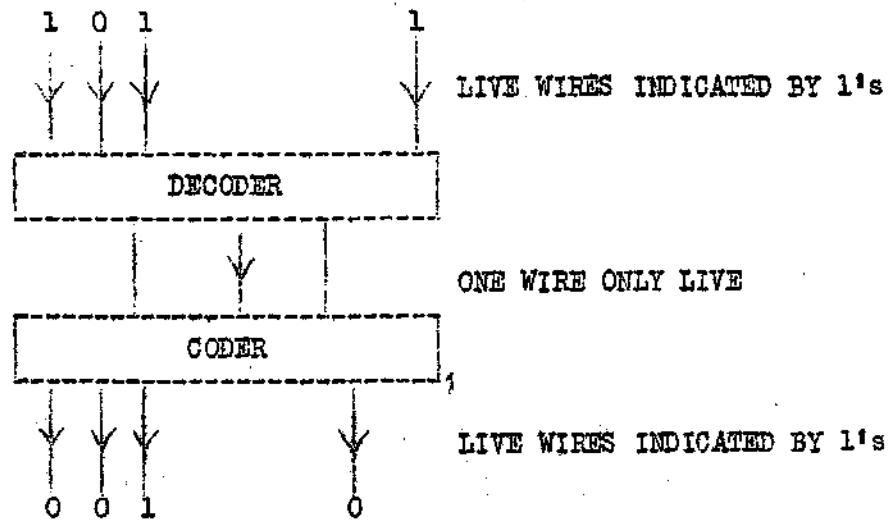 1 0 1 1
LIVE WIRES INDICATED BY 1's
DECODER
ONE WIRE ONLY LIVE
CODER
LIVE WIRES INDICATED BY 1's
0 0 1 0